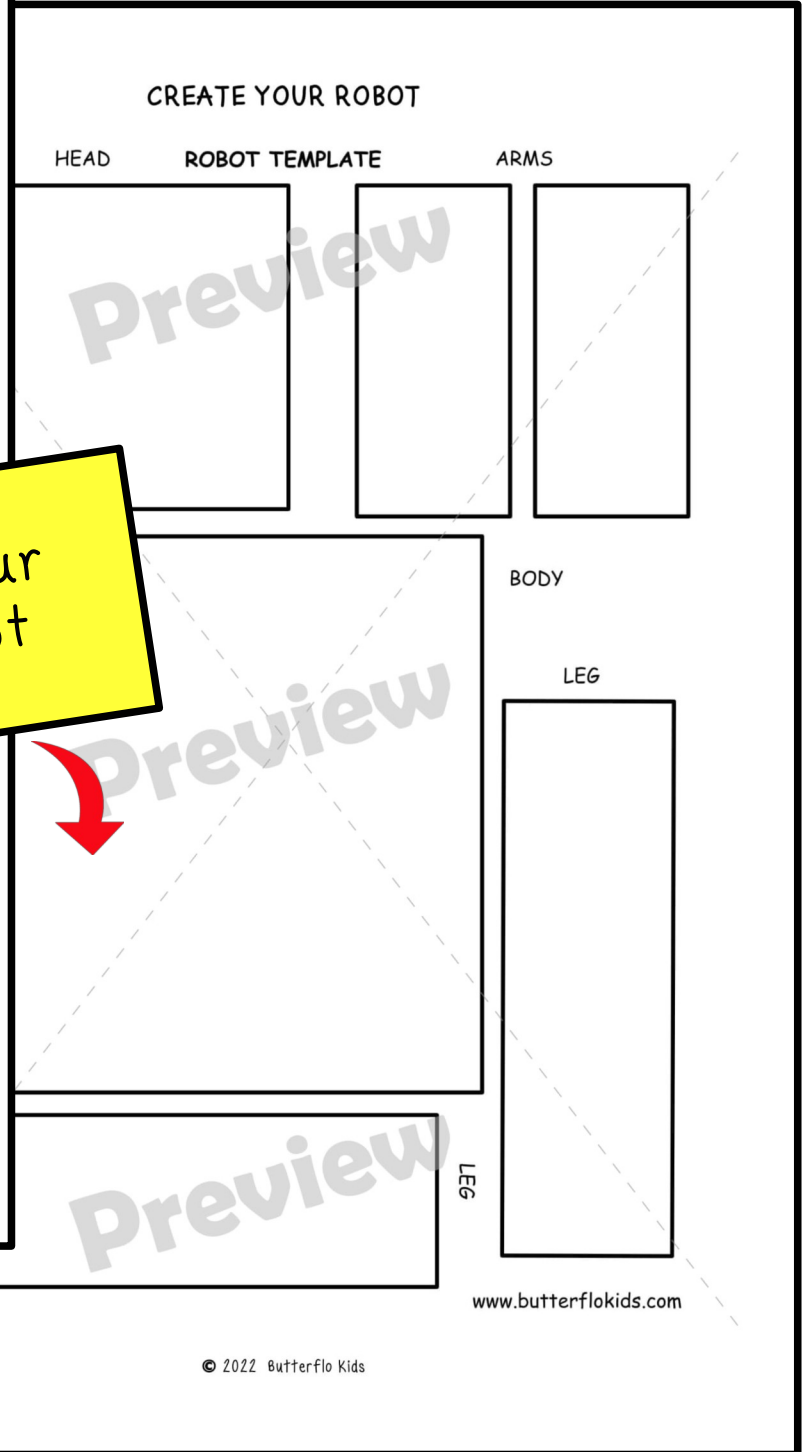 CREATE YOUR ROBOT
HEAD ROBOT TEMPLATE ARMS
Preview
BODY
LEG
Preview
LEG
Preview
www.butterflokids.com
© 2022 Butterflo Kids